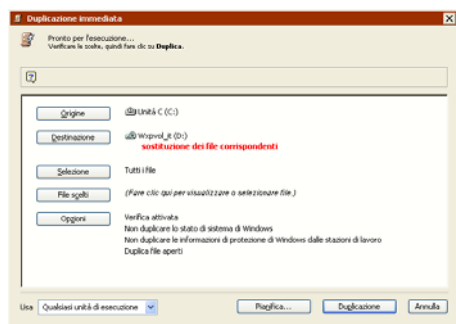 Duplicazione immediata
Pronto per l'esecuzione...
Verificare le scelte, quindi fare clic su Duplica.
Origine
Unità C (C:)
Destinazione
Wxpvol_it (D:)
sostituzione dei file corrispondenti
Selezione
Tutti i file
File scelti
(Fare clic qui per visualizzare o selezionare file.)
Opzioni
Verifica attivata
Non duplicare lo stato di sistema di Windows
Non duplicare le informazioni di protezione di Windows dalle stazioni di lavoro
Duplica file aperti
Usa
Qualsiasi unità di esecuzione
Pianifica...
Duplicazione
Annulla